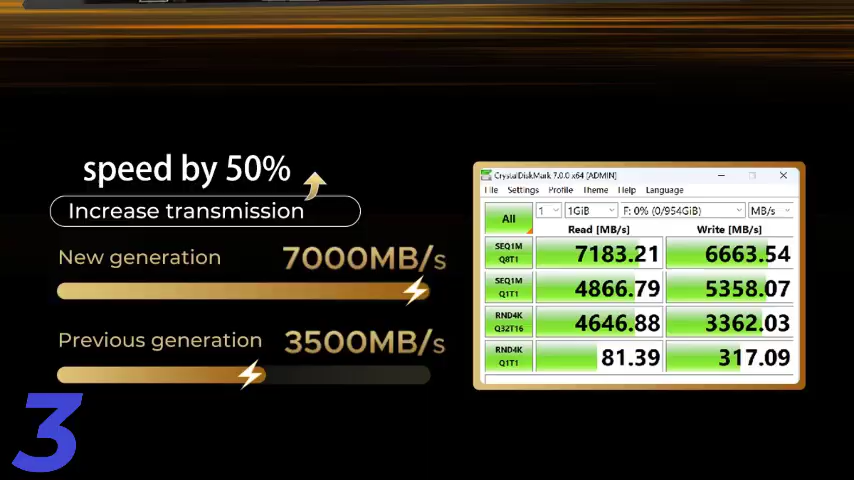 speed by 50%
Increase transmission
New generation 7000MB/s
Previous generation 3500MB/s
3
CrystalDiskMark 7.0.0 x64 [ADMIN]
File Settings Profile Theme Help Language
All 1 1GiB F: 0% (0/954GiB) MB/s
Read [MB/s] Write [MB/s]
SEQ1M
Q8T1 7183.21 6663.54
SEQ1M
Q1T1 4866.79 5358.07
RND4K
Q32T16 4646.88 3362.03
RND4K
Q1T1 81.39 317.09